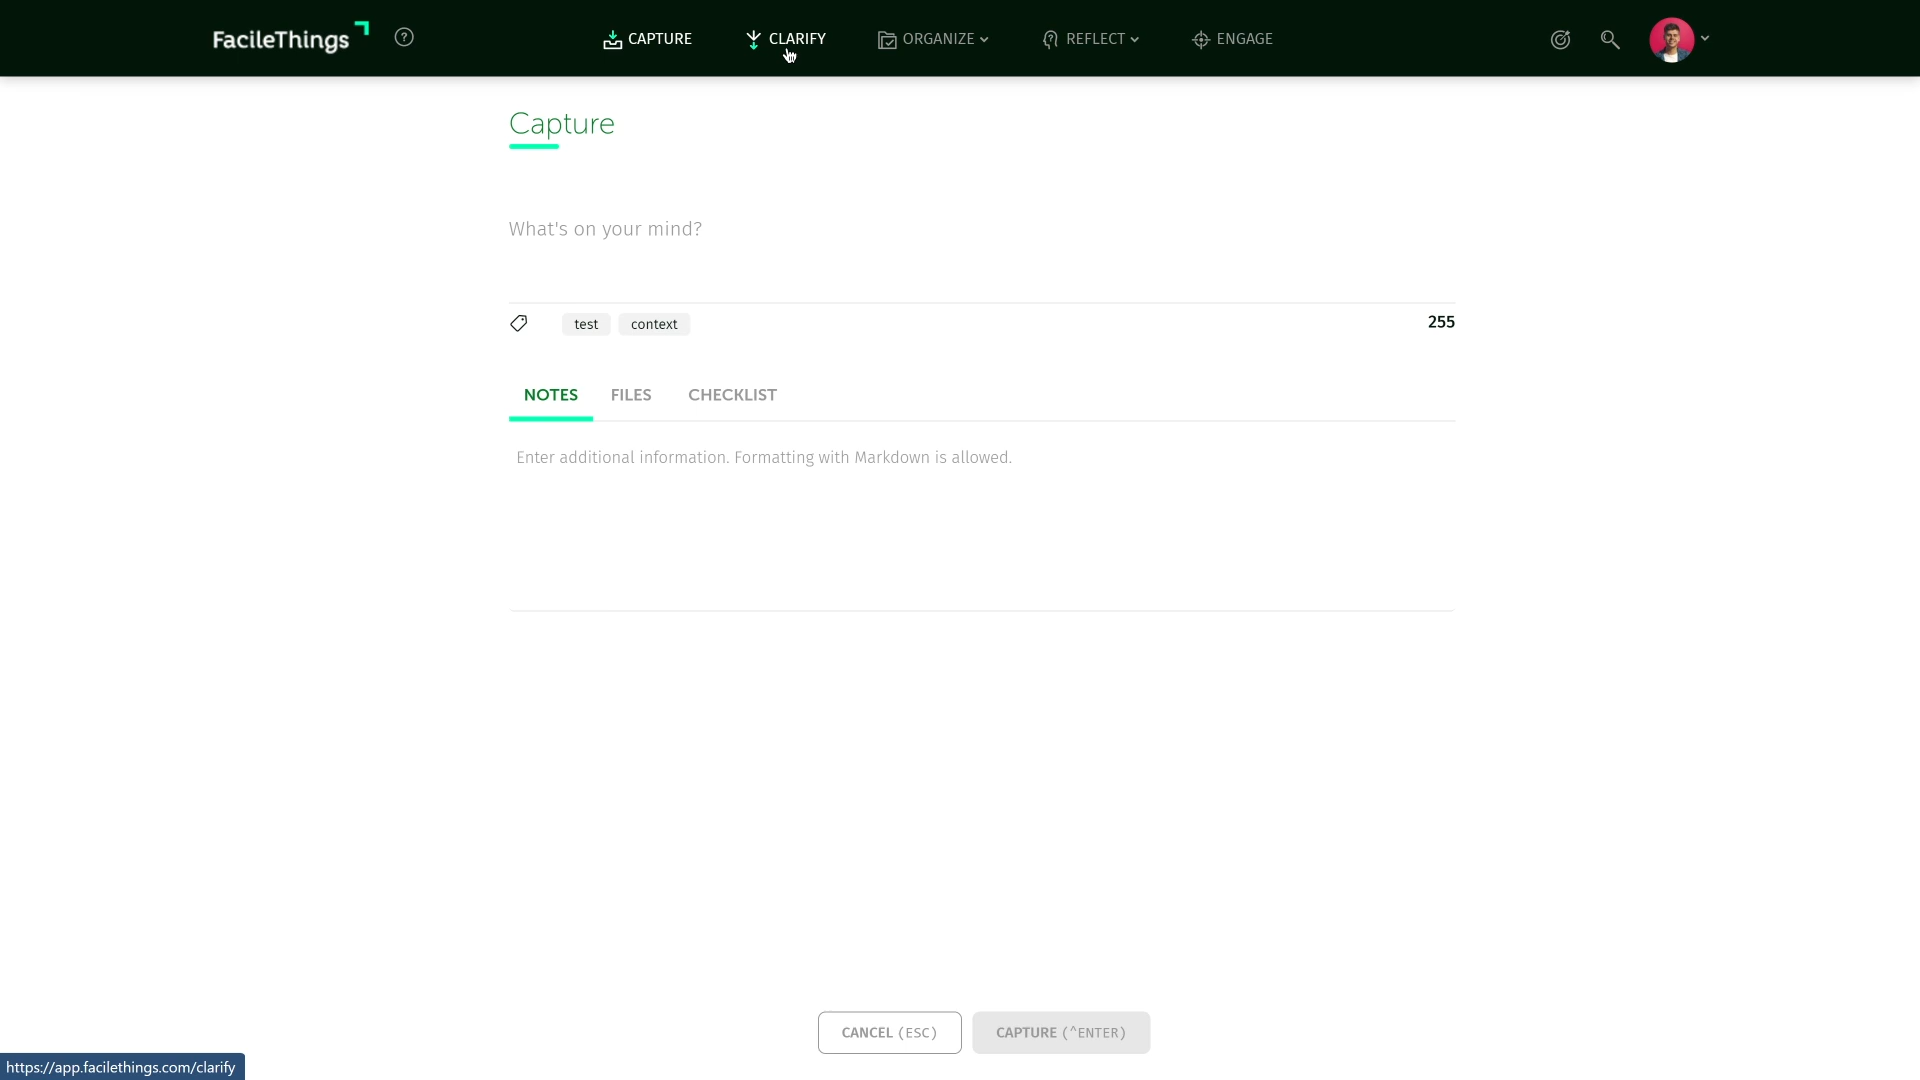 FacileThings
CAPTURE
CLARIFY
ORGANIZE
REFLECT
ENGAGE
Capture
What's on your mind?
test
context
255
NOTES
FILES
CHECKLIST
Enter additional information. Formatting with Markdown is allowed.
CANCEL (ESC)
CAPTURE (^ENTER)
https://app.facilethings.com/clarify